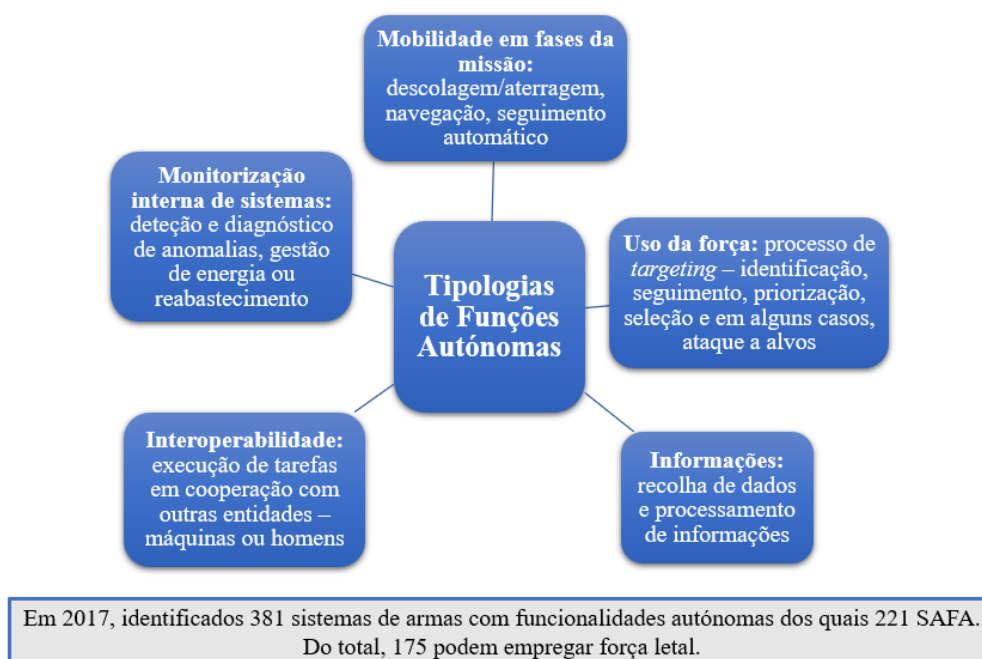 Mobilidade em fases da
missão:
descolagem/aterragem,
navegação, seguimento
automático
Monitorização
interna de sistemas:
deteção e diagnóstico
de anomalias, gestão
de energia ou
reabastecimento
Tipologias
de Funções
Autónomas
Uso da força: processo de
targeting – identificação,
seguimento, priorização,
seleção e em alguns casos,
ataque a alvos
Interoperabilidade:
execução de tarefas
em cooperação com
outras entidades –
máquinas ou homens
Informações:
recolha de dados
e processamento
de informações
Em 2017, identificados 381 sistemas de armas com funcionalidades autónomas dos quais 221 SAFA.
Do total, 175 podem empregar força letal.